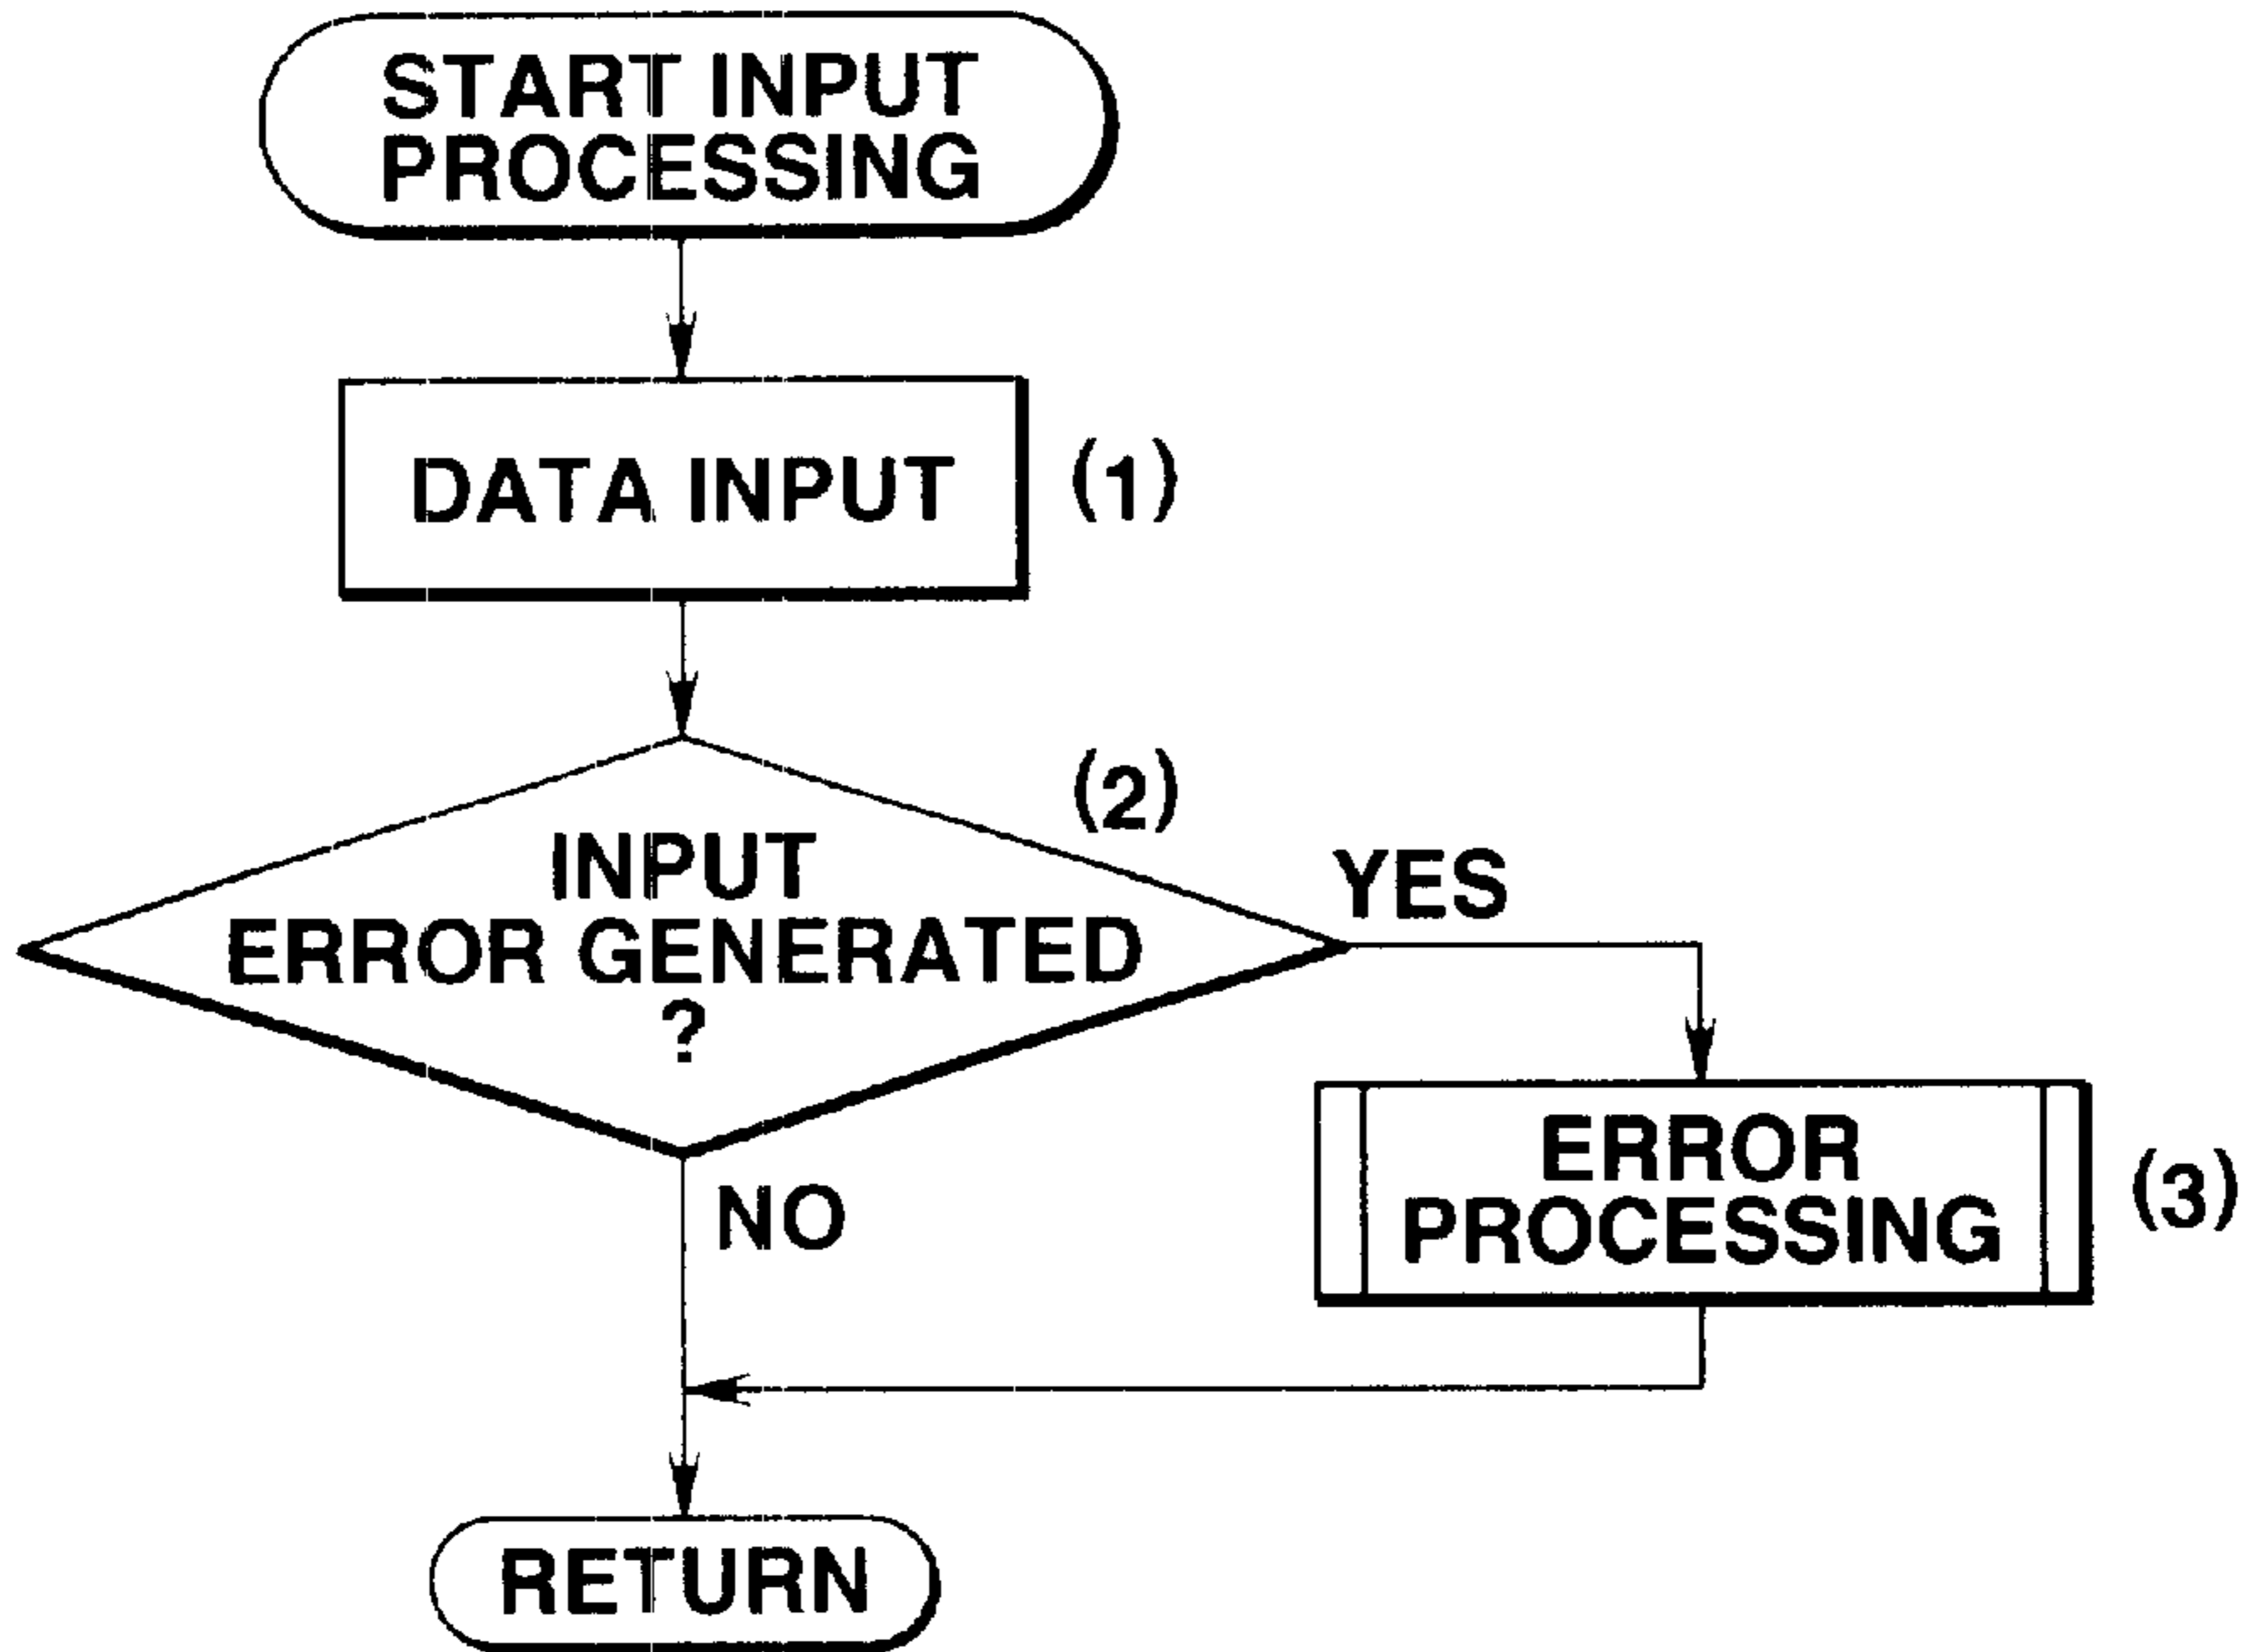 START INPUT
PROCESSING
DATA INPUT
(1)
(2)
INPUT
ERROR GENERATED
?
YES
NO
ERROR
PROCESSING
(3)
RETURN